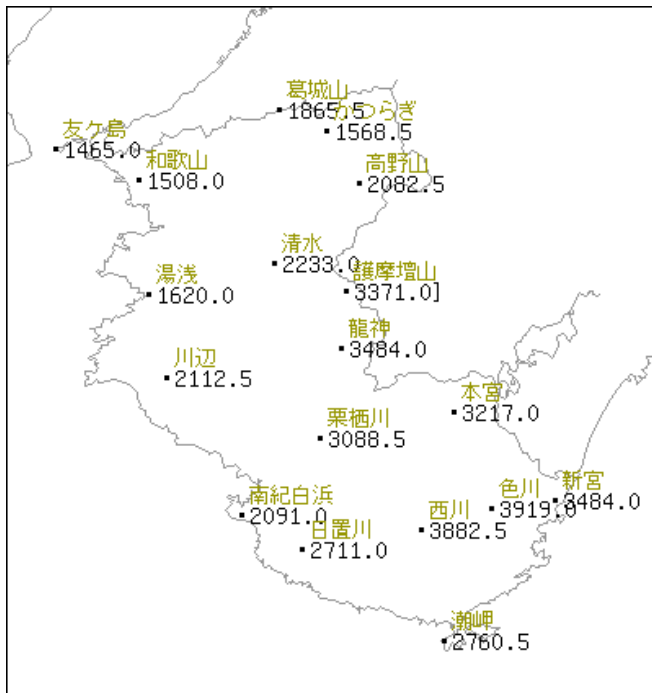 葛城山
1865.5
かつらぎ
1568.5
友ケ島
1465.0
和歌山
1508.0
高野山
2082.5
清水
2233.0
湯浅
1620.0
護摩壇山
3371.0]
龍神
3484.0
川辺
2112.5
本宮
3217.0
栗栖川
3088.5
新宮
3484.0
色川
3919.0
南紀白浜
2091.0
西川
3882.5
日置川
2711.0
潮岬
2760.5